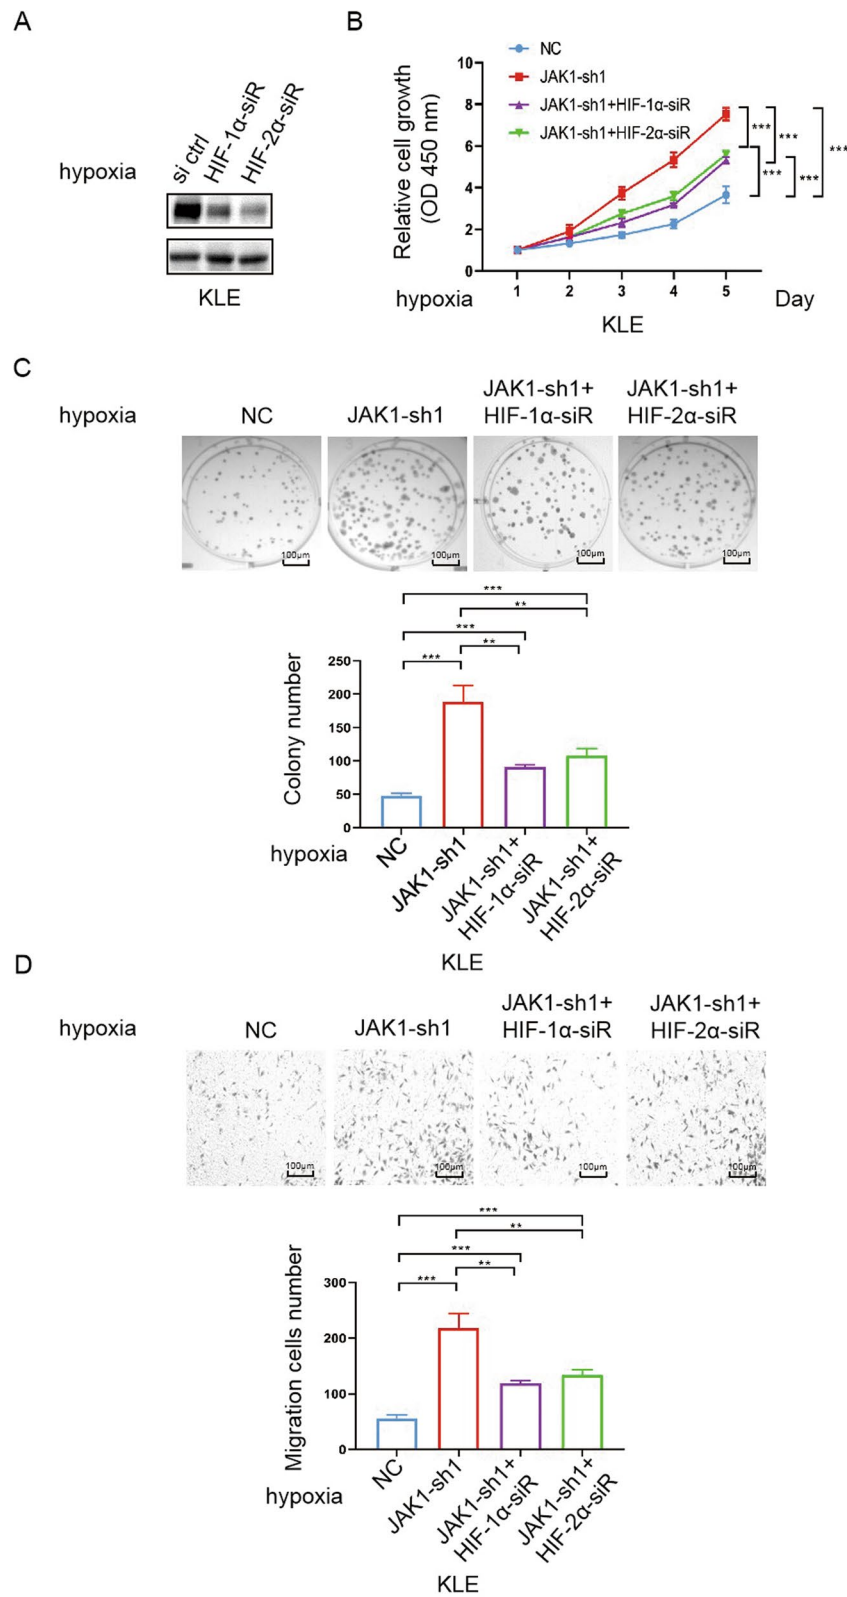 A
B
hypoxia
si ctrl
HIF-1α-siR
HIF-2α-siR
KLE
NC
JAK1-sh1
JAK1-sh1+HIF-1α-siR
JAK1-sh1+HIF-2α-siR
Relative cell growth
(OD 450 nm)
10
8
6
4
2
0
*** *** ***
*** ***
hypoxia 1 2 3 4 5 Day
KLE
C
hypoxia NC JAK1-sh1 JAK1-sh1+ JAK1-sh1+
HIF-1α-siR HIF-2α-siR
100μm 100μm 100μm 100μm
***
**
***
**
***
Colony number
250
200
150
100
50
0
hypoxia
NC
JAK1-sh1
JAK1-sh1+
HIF-1α-siR
JAK1-sh1+
HIF-2α-siR
KLE
D
hypoxia NC JAK1-sh1 JAK1-sh1+ JAK1-sh1+
HIF-1α-siR HIF-2α-siR
100μm 100μm 100μm 100μm
***
**
***
**
***
Migration cells number
300
200
100
0
hypoxia
NC
JAK1-sh1
JAK1-sh1+
HIF-1α-siR
JAK1-sh1+
HIF-2α-siR
KLE